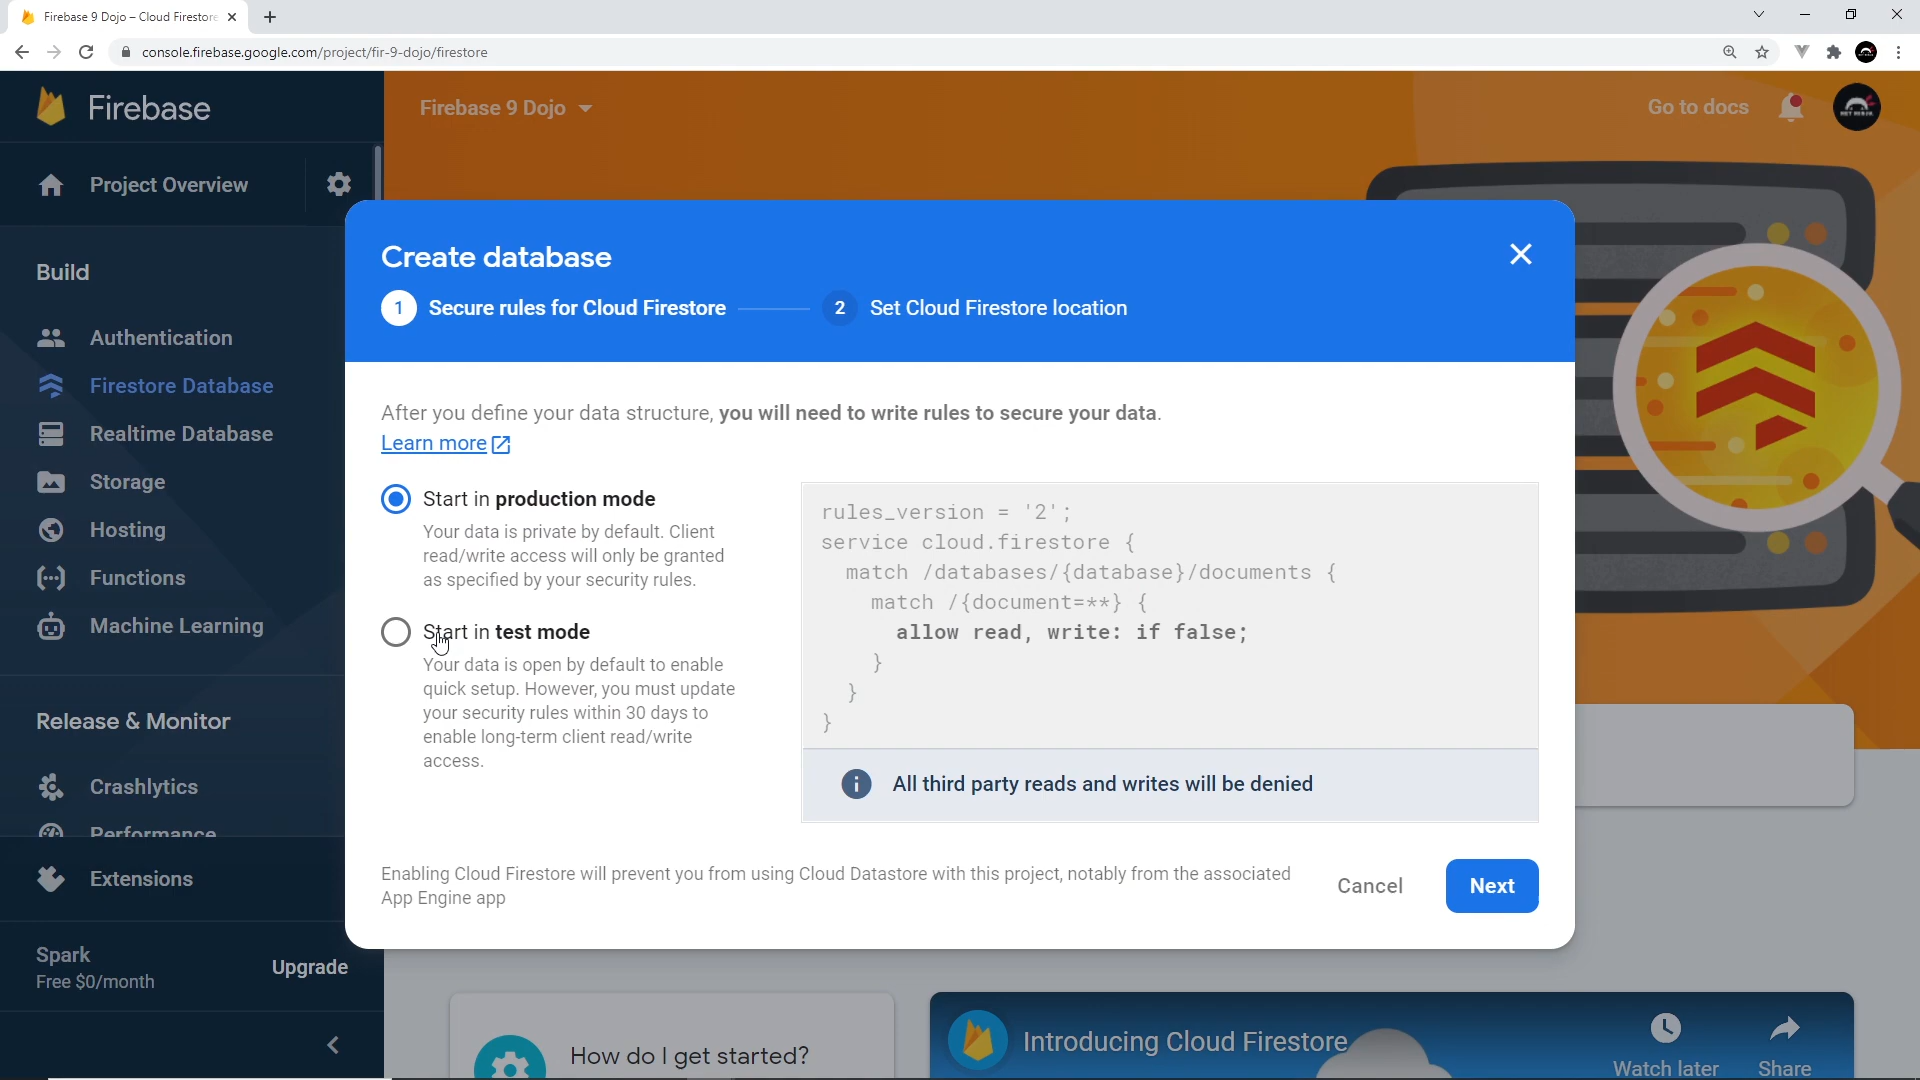 Firebase 9 Dojo – Cloud Firestore
console.firebase.google.com/project/fir-9-dojo/firestore
Firebase
Firebase 9 Dojo
Go to docs
Project Overview
Build
Authentication
Firestore Database
Realtime Database
Storage
Hosting
Functions
Machine Learning
Release & Monitor
Crashlytics
Performance
Extensions
Spark
Free $0/month
Upgrade
Create database
1 Secure rules for Cloud Firestore
2 Set Cloud Firestore location
After you define your data structure, you will need to write rules to secure your data.
Learn more
Start in production mode
Your data is private by default. Client
read/write access will only be granted
as specified by your security rules.
Start in test mode
Your data is open by default to enable
quick setup. However, you must update
your security rules within 30 days to
enable long-term client read/write
access.
rules_version = '2';
service cloud.firestore {
match /databases/{database}/documents {
match /{document=**} {
allow read, write: if false;
}
}
}
All third party reads and writes will be denied
Enabling Cloud Firestore will prevent you from using Cloud Datastore with this project, notably from the associated
App Engine app
Cancel
Next
How do I get started?
Introducing Cloud Firestore
Watch later
Share